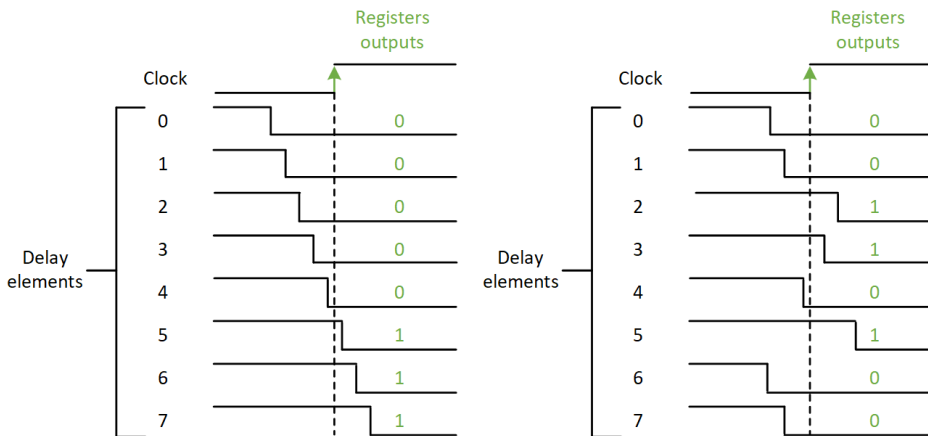 Registers
outputs
Clock
0 0
1 0
2 0
3 0
Delay
elements
4 0
5 1
6 1
7 1
Registers
outputs
Clock
0 0
1 0
2 1
3 1
Delay
elements
4 0
5 1
6 0
7 0